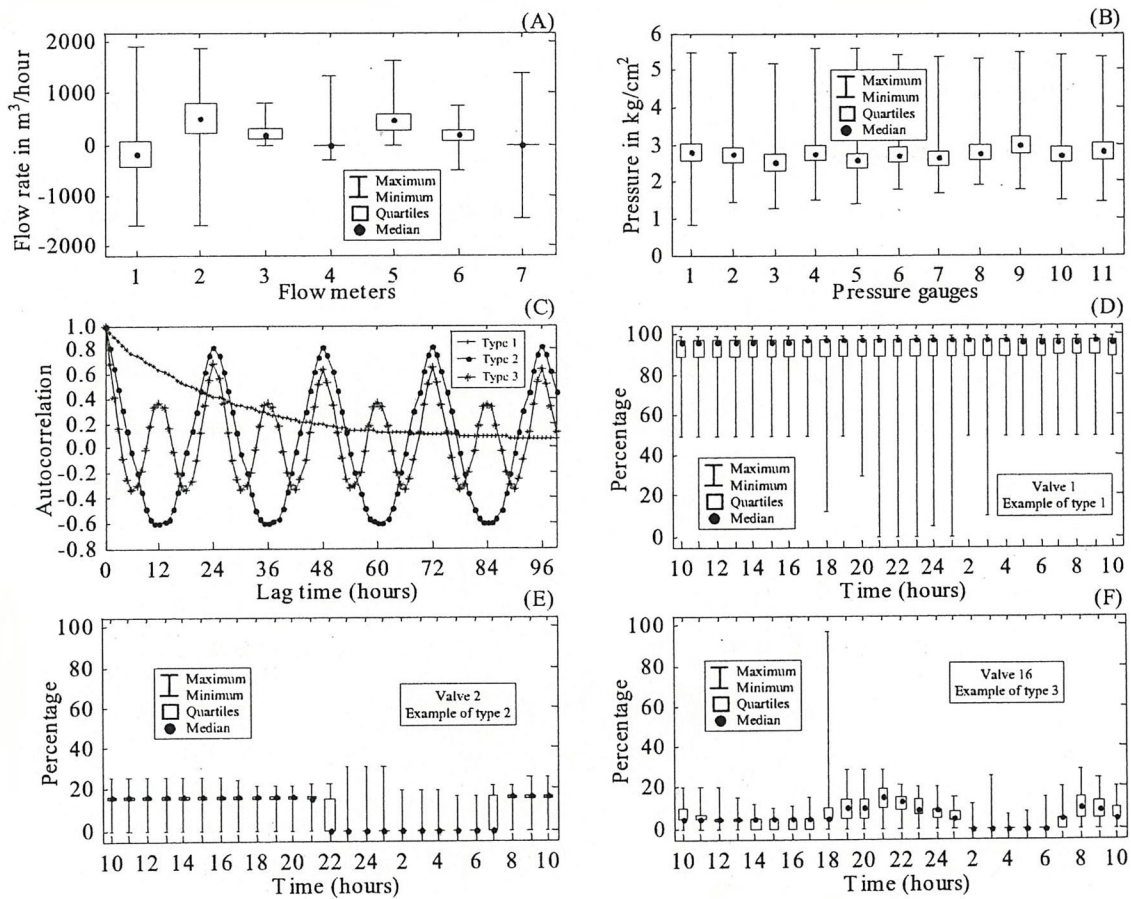 (A)
Flow rate in m³/hour
2000
1000
0
-1000
-2000
Maximum
Minimum
Quartiles
Median
1 2 3 4 5 6 7
Flow meters
(B)
Pressure in kg/cm²
6
5
4
3
2
1
0
Maximum
Minimum
Quartiles
Median
1 2 3 4 5 6 7 8 9 10 11
Pressure gauges
(C)
Autocorrelation
1.0
0.8
0.4
0.2
0.0
-0.2
-0.4
-0.6
-0.8
Type 1
Type 2
Type 3
0 12 24 36 48 60 72 84 96
Lag time (hours)
(D)
Percentage
100
80
60
40
20
0
Maximum
Minimum
Quartiles
Median
Valve 1
Example of type 1
10 12 14 16 18 20 22 24 2 4 6 8 10
Time (hours)
(E)
Percentage
100
80
60
40
20
0
Maximum
Minimum
Quartiles
Median
Valve 2
Example of type 2
10 12 14 16 18 20 22 24 2 4 6 8 10
Time (hours)
(F)
Percentage
100
80
60
40
20
0
Maximum
Minimum
Quartiles
Median
Valve 16
Example of type 3
10 12 14 16 18 20 22 24 2 4 6 8 10
Time (hours)